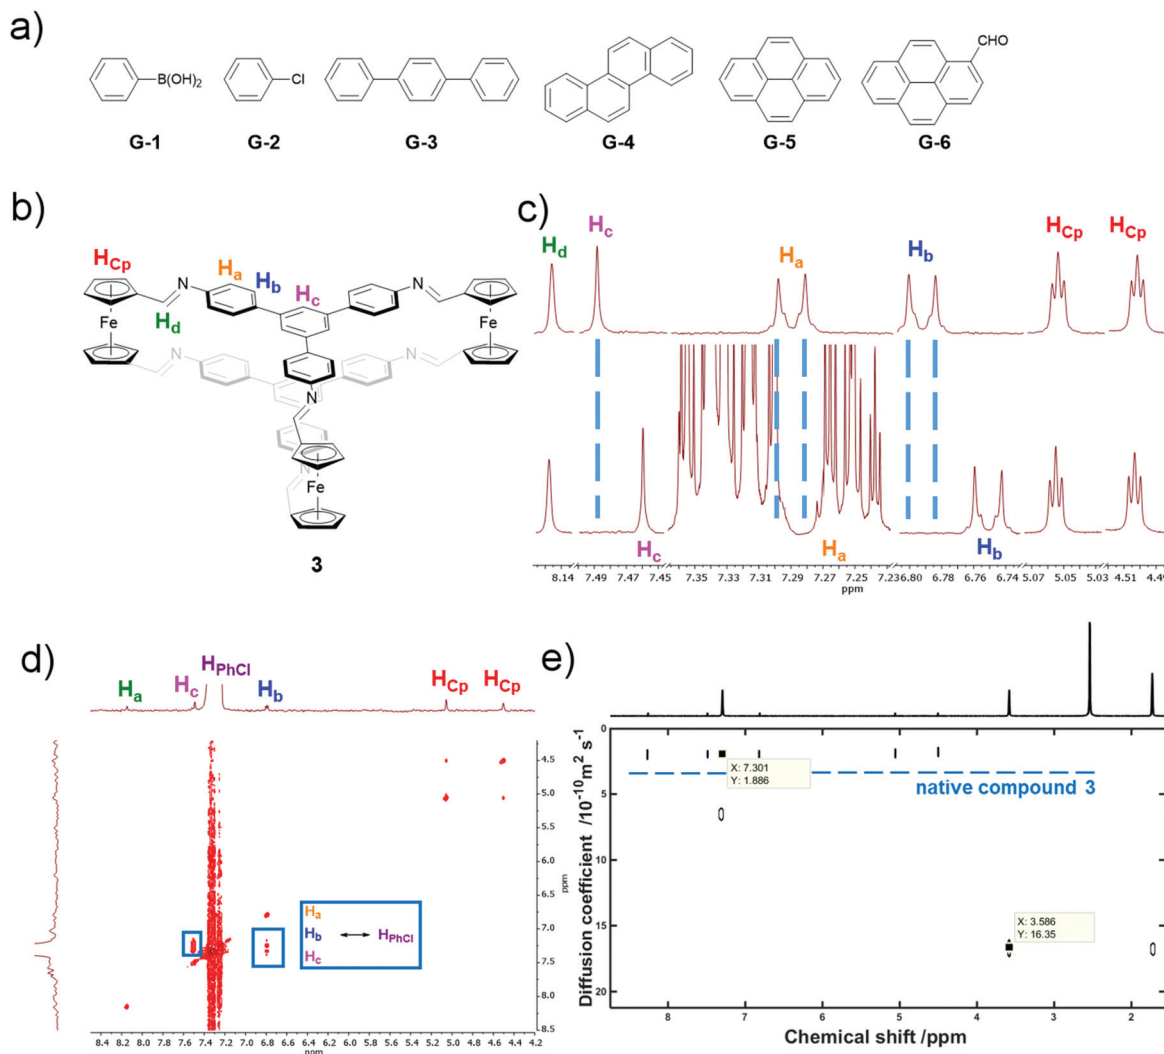 a)
B(OH)2
Cl
CHO
G-1 G-2 G-3 G-4 G-5 G-6
b)
HCp
Ha
Hb
Hc
Hd
N
N
Fe
Fe
N
N
N
N
Fe
3
c)
Hd Hc Ha Hb HCp HCp
Hc Ha Hb
8.14 7.49 7.47 7.45 7.35 7.33 7.31 7.29 7.27 7.25 7.23 6.80 6.78 6.76 6.74 5.07 5.05 5.03 4.51 4.49
ppm
d)
Ha Hc HPhCl Hb HCp HCp
Ha
Hb ↔ HPhCl
Hc
4.5
5.0
5.5
6.0
6.5
7.0
7.5
8.0
8.5
ppm
8.4 8.2 8.0 7.8 7.6 7.4 7.2 7.0 6.8 6.6 6.4 6.2 6.0 5.8 5.6 5.4 5.2 5.0 4.8 4.6 4.4 4.2
ppm
e)
Diffusion coefficient /10-10 m2 s-1
0
5
10
15
20
X: 7.301
Y: 1.886
native compound 3
X: 3.586
Y: 16.35
8 7 6 5 4 3 2
Chemical shift /ppm